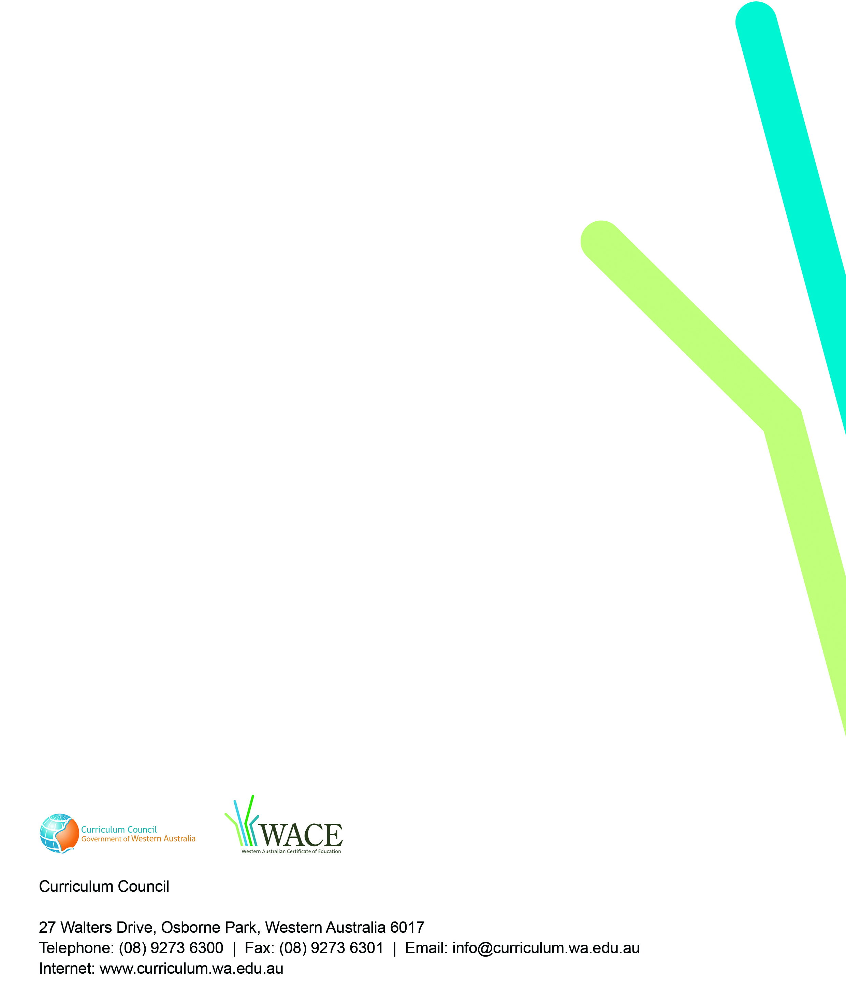 Curriculum Council
Government of Western Australia
WACE
Western Australian Certificate of Education
Curriculum Council
27 Walters Drive, Osborne Park, Western Australia 6017
Telephone: (08) 9273 6300 | Fax: (08) 9273 6301 | Email: info@curriculum.wa.edu.au
Internet: www.curriculum.wa.edu.au